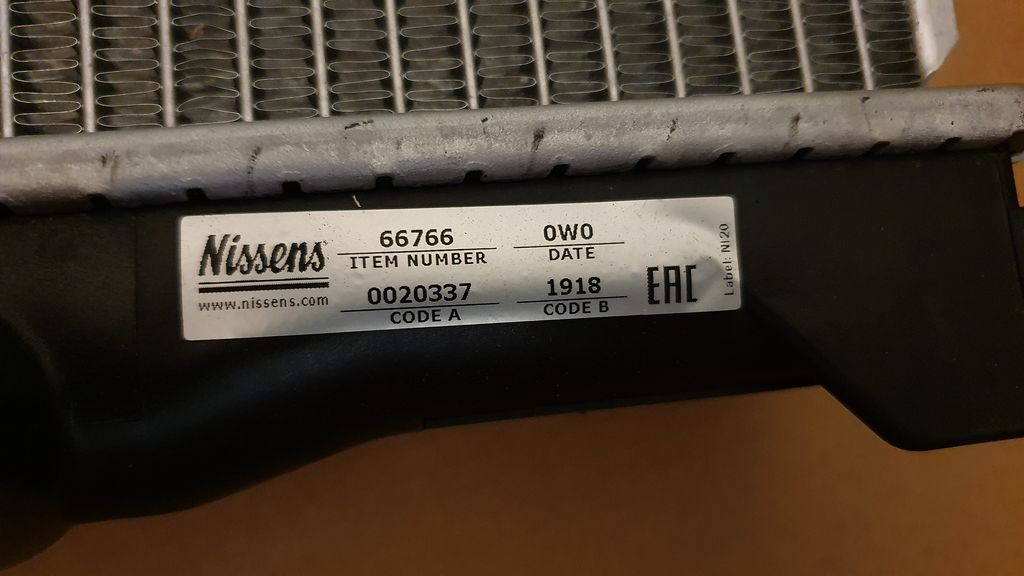 Nissens
www.nissens.com
66766
ITEM NUMBER
0020337
CODE A
0W0
DATE
1918
CODE B
EAC
Label: NI20